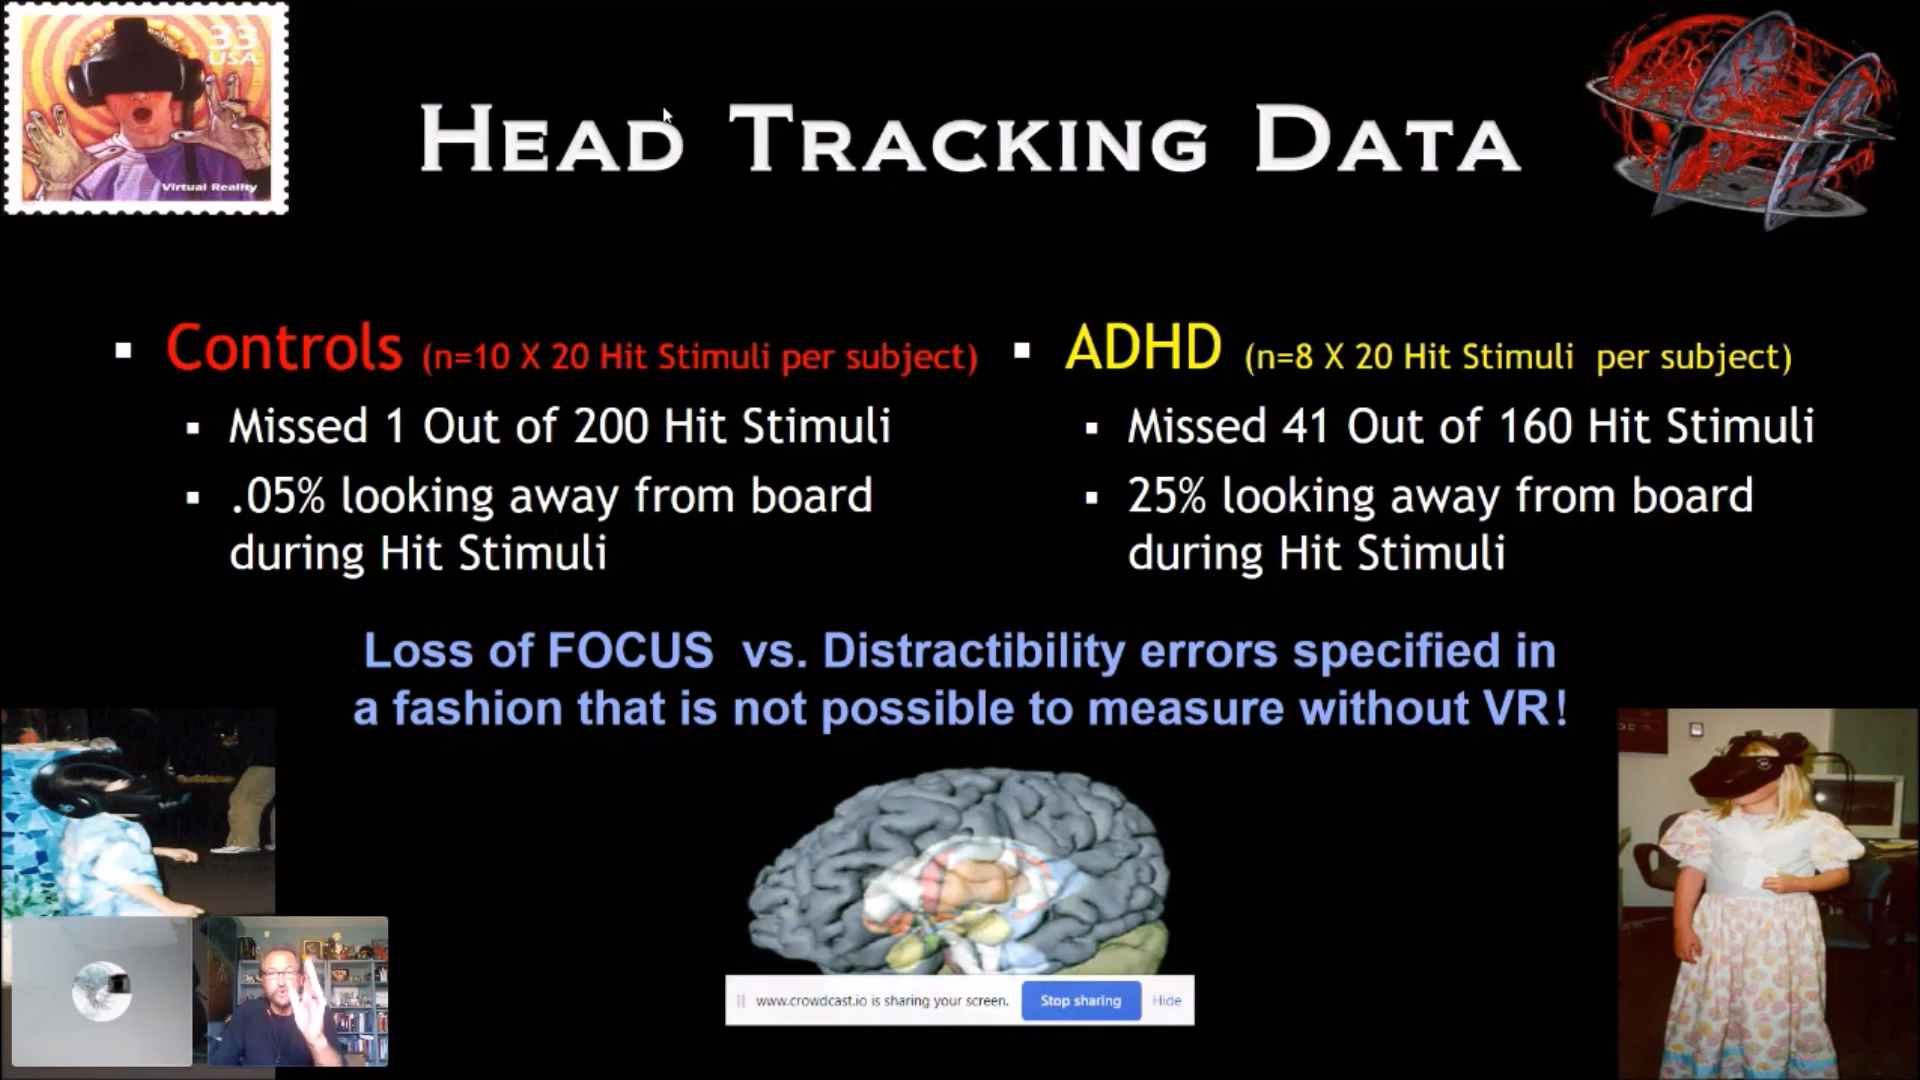 33
USA
Virtual Reality
Head Tracking Data
▪ Controls (n=10 X 20 Hit Stimuli per subject)
▪ Missed 1 Out of 200 Hit Stimuli
▪ .05% looking away from board
during Hit Stimuli
▪ ADHD (n=8 X 20 Hit Stimuli per subject)
▪ Missed 41 Out of 160 Hit Stimuli
▪ 25% looking away from board
during Hit Stimuli
Loss of FOCUS vs. Distractibility errors specified in
a fashion that is not possible to measure without VR!
www.crowdcast.io is sharing your screen. Stop sharing Hide